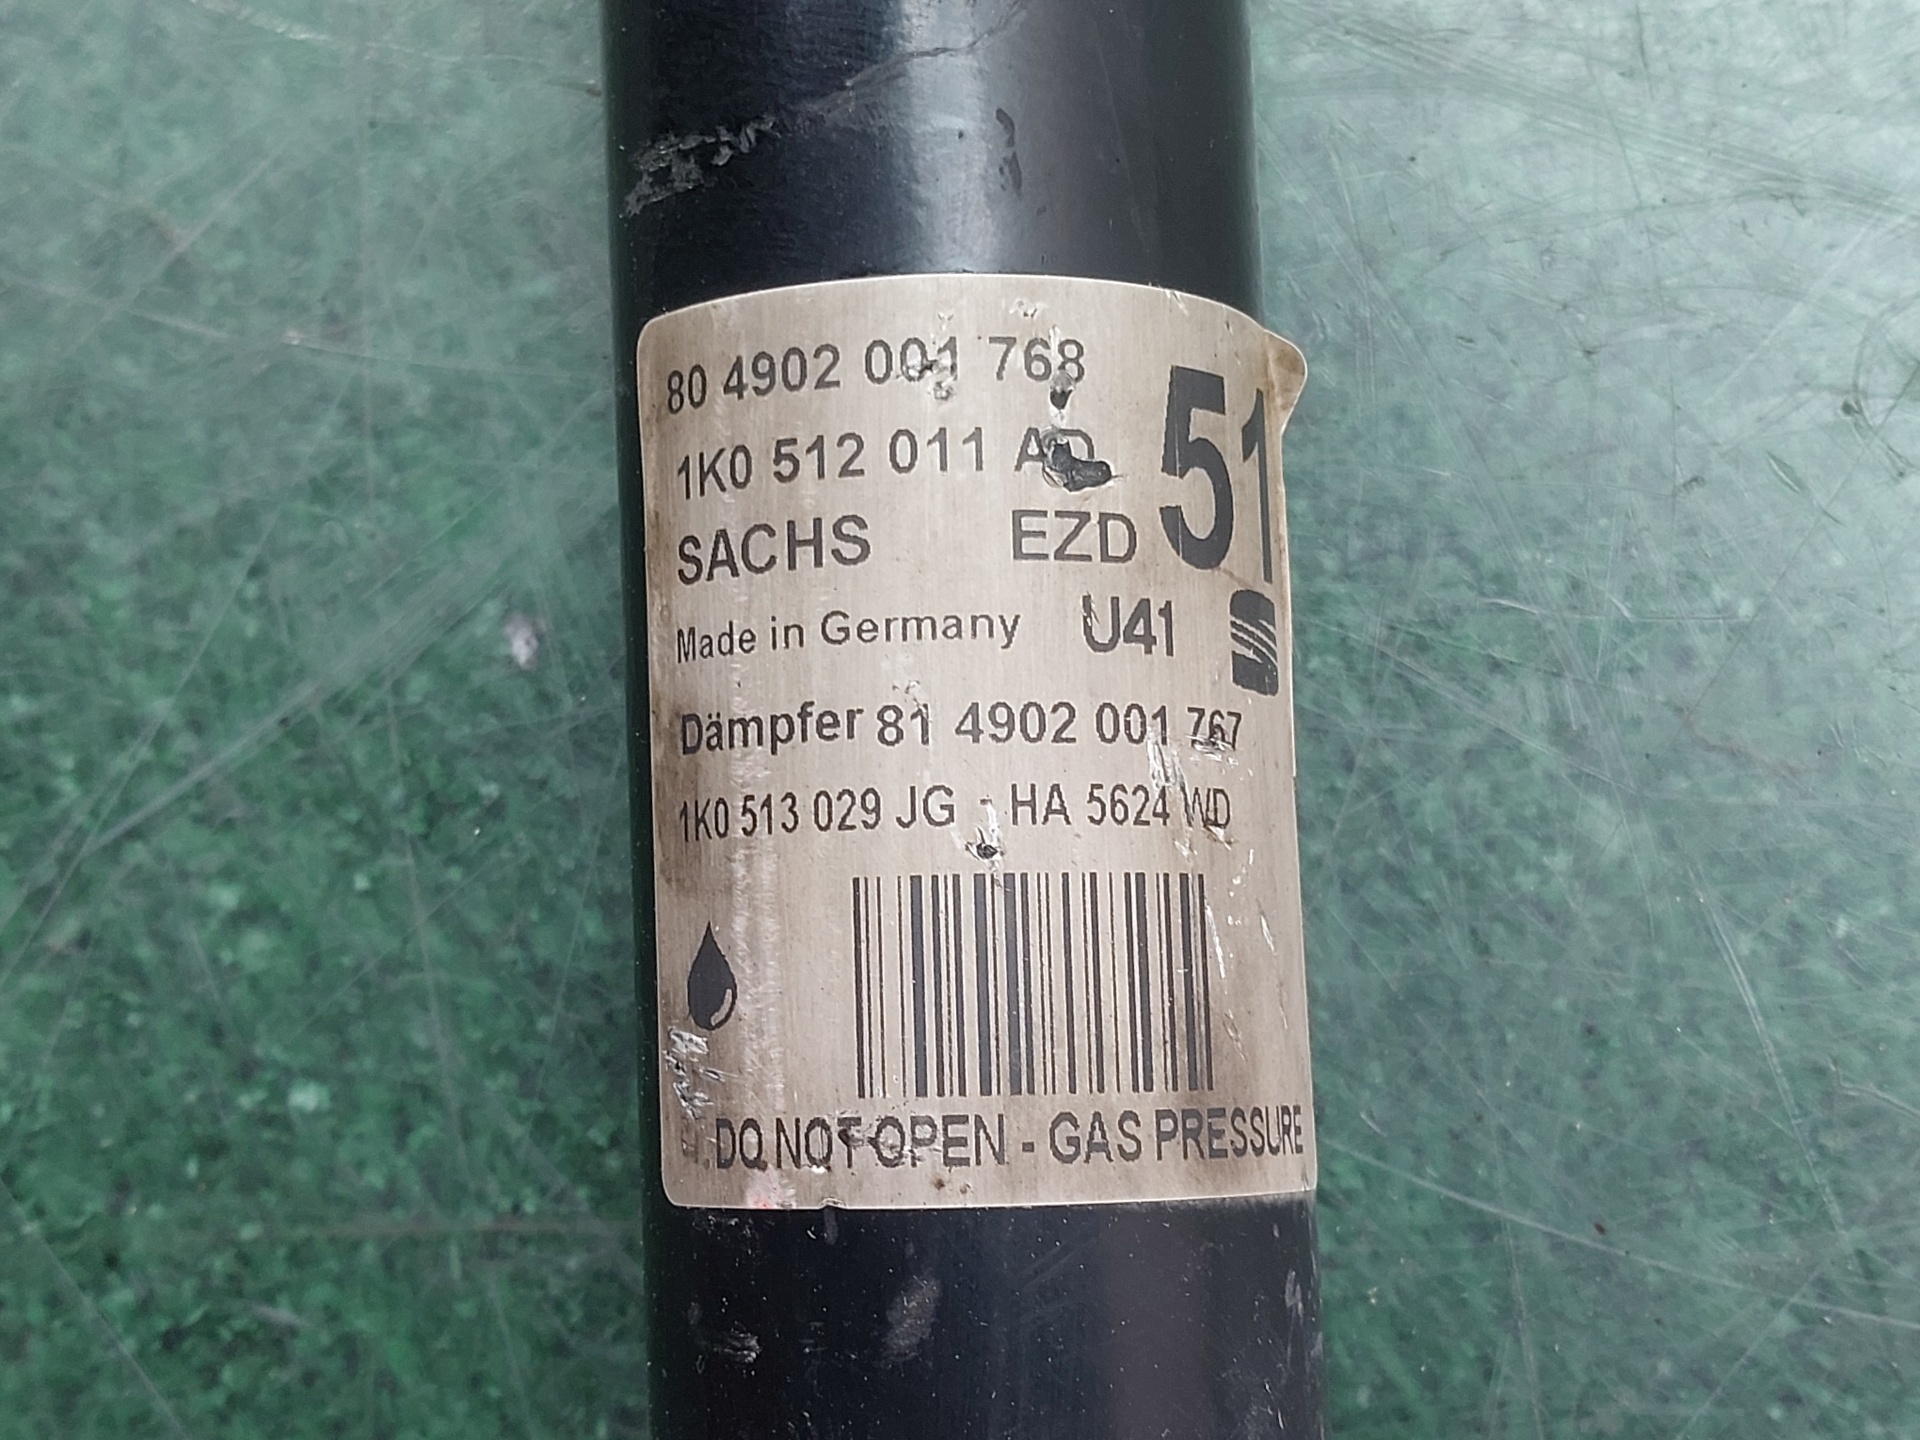 80 4902 001 768
1K0 512 011 51
SACHS EZD
Made in Germany U41
Dämpfer 81 4902 001 767
1K0 513 029 JG - HA 5624 WD
DO NOT OPEN - GAS PRESSURE